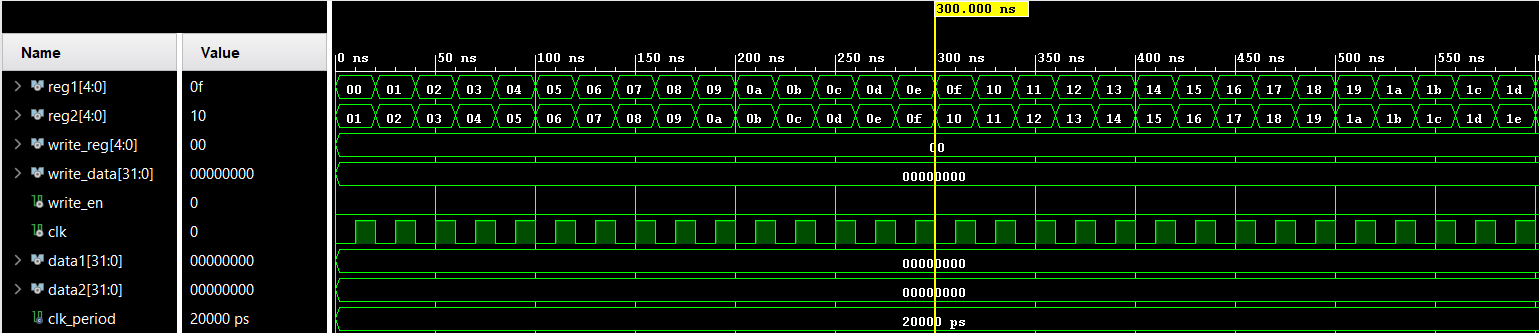 300.000 ns
Name Value
0 ns 50 ns 100 ns 150 ns 200 ns 250 ns 300 ns 350 ns 400 ns 450 ns 500 ns 550 ns
reg1[4:0] 0f 00 01 02 03 04 05 06 07 08 09 0a 0b 0c 0d 0e 0f 10 11 12 13 14 15 16 17 18 19 1a 1b 1c 1d
reg2[4:0] 10 01 02 03 04 05 06 07 08 09 0a 0b 0c 0d 0e 0f 10 11 12 13 14 15 16 17 18 19 1a 1b 1c 1d 1e
write_reg[4:0] 00 00
write_data[31:0] 00000000 00000000
write_en 0
clk 0
data1[31:0] 00000000 00000000
data2[31:0] 00000000 00000000
clk_period 20000 ps 20000 ps